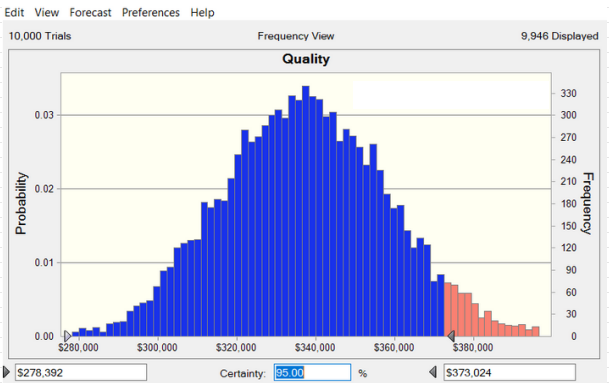 Edit View Forecast Preferences Help
10,000 Trials Frequency View 9,946 Displayed
Quality
Probability
0.03
0.02
0.01
0.00
330
300
270
240
210
180
150
120
90
60
30
0
Frequency
$280,000 $300,000 $320,000 $340,000 $360,000 $380,000
$278,392 Certainty: 95.00 % $373,024